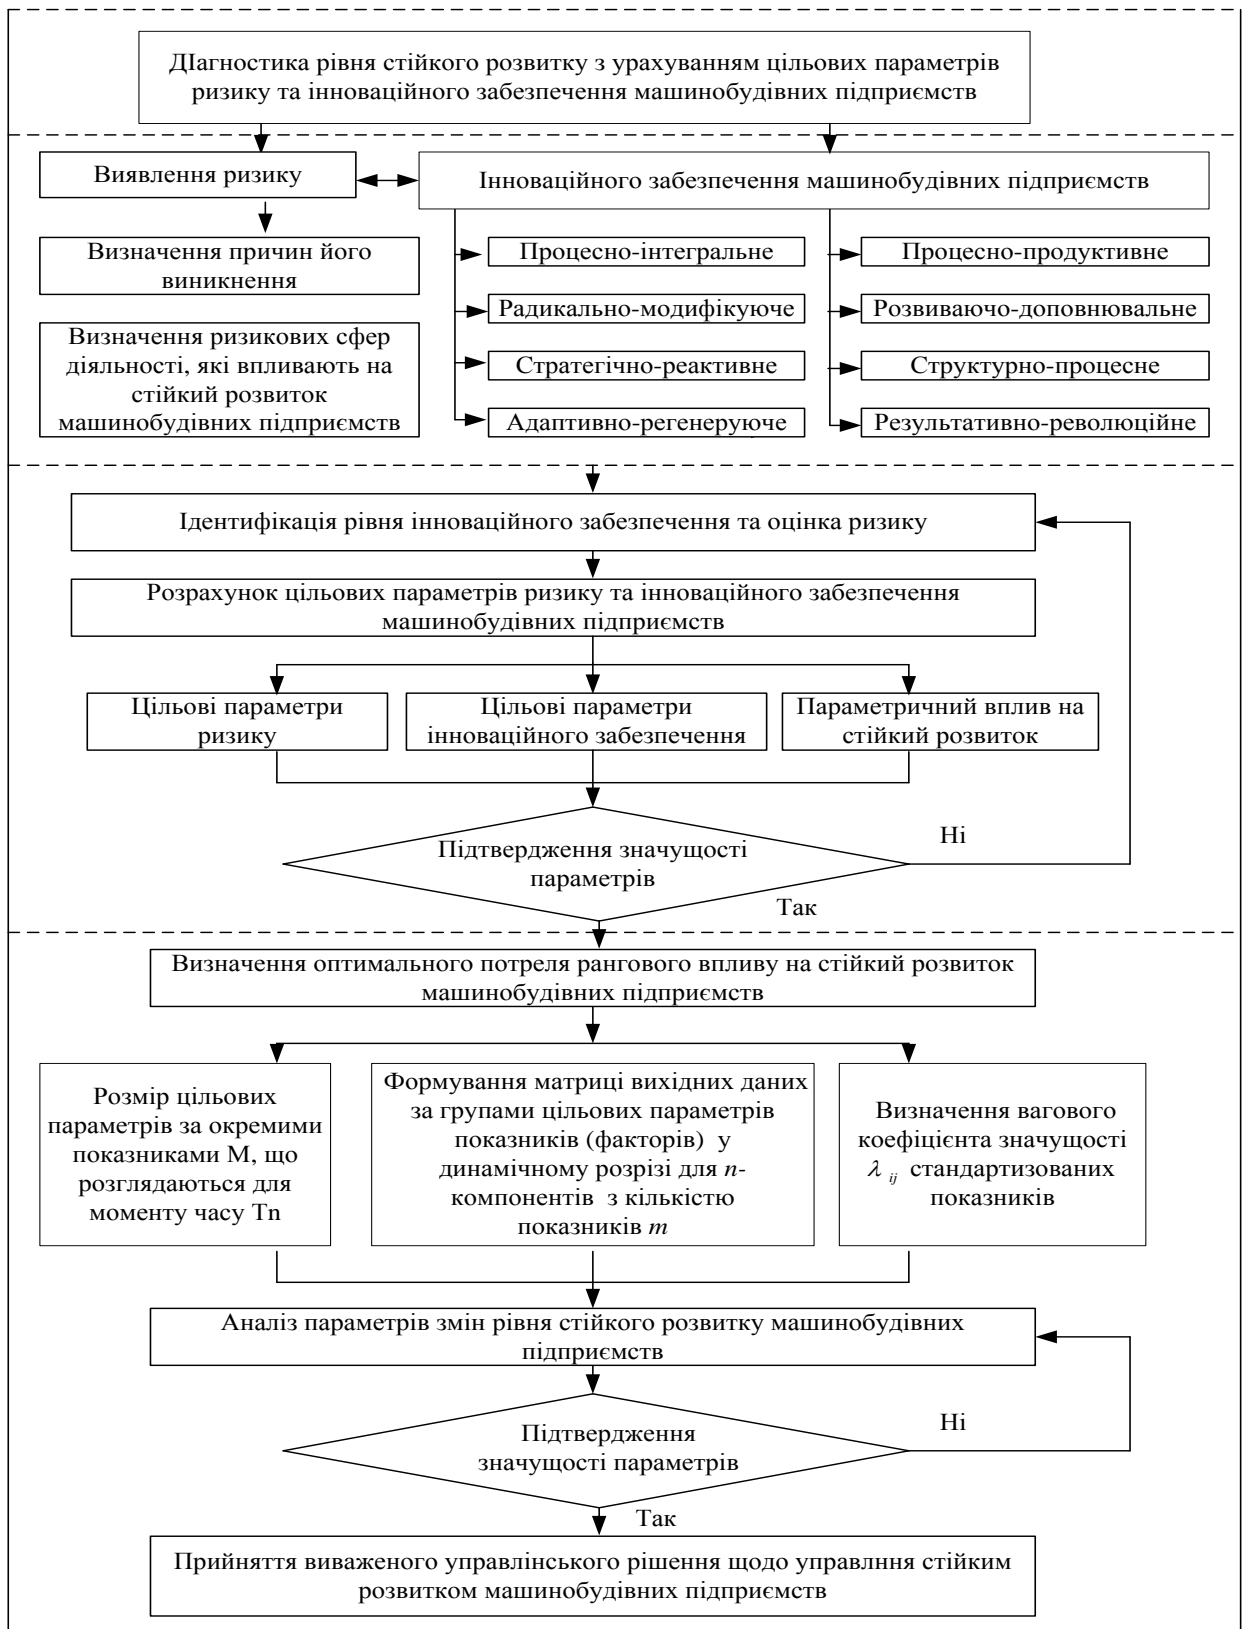 ДІагностика рівня стійкого розвитку з урахуванням цільових параметрів
ризику та інноваційного забезпечення машинобудівних підприємств
Виявлення ризику
Інноваційного забезпечення машинобудівних підприємств
Визначення причин його
виникнення
Визначення ризикових сфер
діяльності, які впливають на
стійкий розвиток
машинобудівних підприємств
Процесно-інтегральне
Радикально-модифікуюче
Стратегічно-реактивне
Адаптивно-регенеруюче
Процесно-продуктивне
Розвиваючо-доповнювальне
Структурно-процесне
Результативно-революційне
Ідентифікація рівня інноваційного забезпечення та оцінка ризику
Розрахунок цільових параметрів ризику та інноваційного забезпечення
машинобудівних підприємств
Цільові параметри
ризику
Цільові параметри
інноваційного забезпечення
Параметричний вплив на
стійкий розвиток
Підтвердження значущості
параметрів
Ні
Так
Визначення оптимального потреля рангового впливу на стійкий розвиток
машинобудівних підприємств
Розмір цільових
параметрів за окремими
показниками М, що
розглядаються для
моменту часу Tn
Формування матриці вихідних даних
за групами цільових параметрів
показників (факторів) у
динамічному розрізі для n-
компонентів з кількістю
показників m
Визначення вагового
коефіцієнта значущості
λ ij стандартизованих
показників
Аналіз параметрів змін рівня стійкого розвитку машинобудівних
підприємств
Підтвердження
значущості параметрів
Ні
Так
Прийняття виваженого управлінського рішення щодо управлння стійким
розвитком машинобудівних підприємств